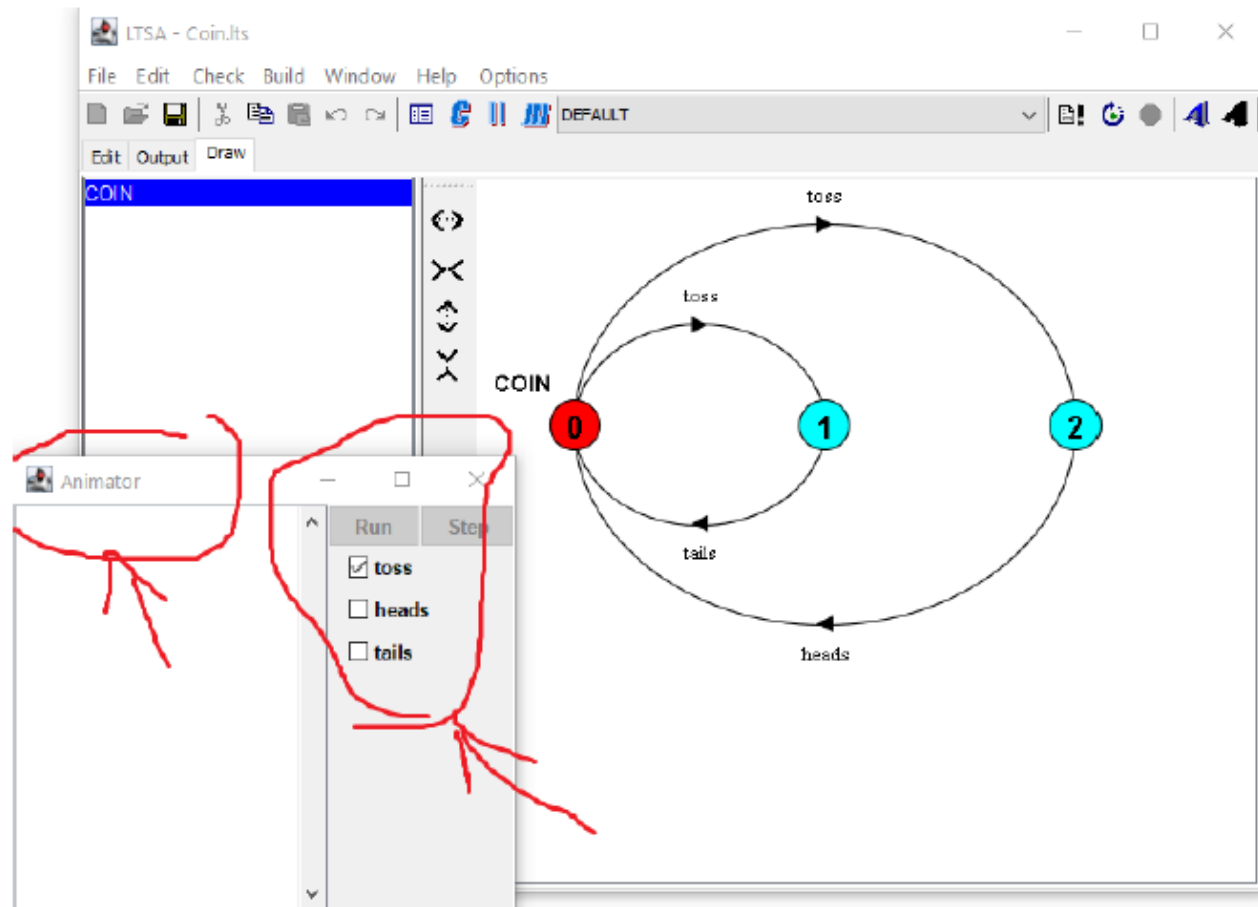 LTSA - Coin.lts
File Edit Check Build Window Help Options
DEFAULT
Edit Output Draw
COIN
toss
toss
COIN
0 1 2
tails
heads
Animator
Run Step
toss
heads
tails